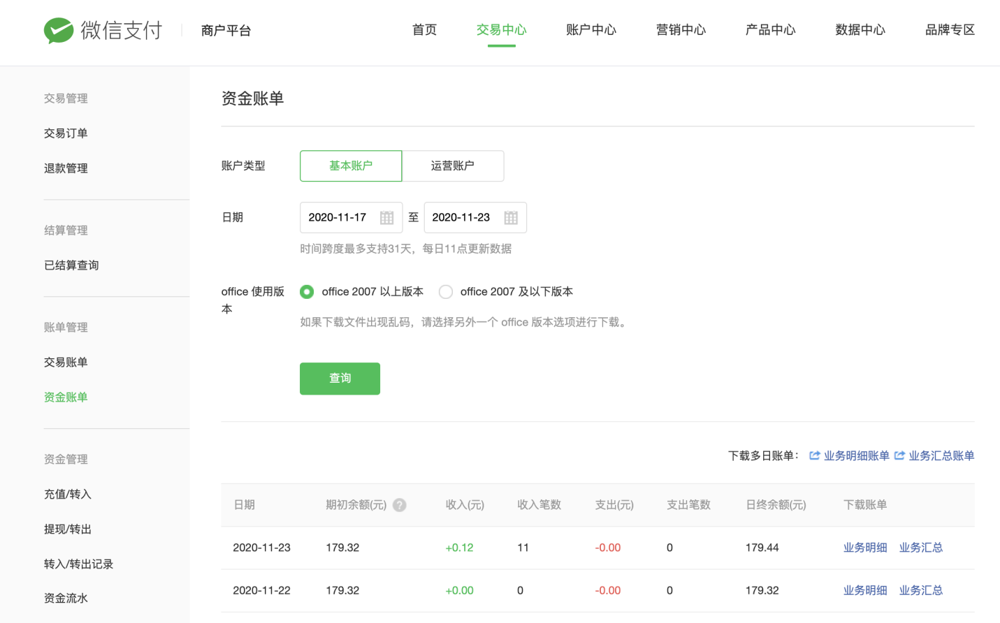 微信支付 商户平台 首页 交易中心 账户中心 营销中心 产品中心 数据中心 品牌专区
交易管理
交易订单
退款管理
结算管理
已结算查询
账单管理
交易账单
资金账单
资金管理
充值/转入
提现/转出
转入/转出记录
资金流水
资金账单
账户类型 基本账户 运营账户
日期 2020-11-17 至 2020-11-23
时间跨度最多支持31天，每日11点更新数据
office 使用版本 office 2007 以上版本 office 2007 及以下版本
如果下载文件出现乱码，请选择另外一个 office 版本选项进行下载。
查询
下载多日账单： 业务明细账单 业务汇总账单
日期 期初余额(元) ? 收入(元) 收入笔数 支出(元) 支出笔数 日终余额(元) 下载账单
2020-11-23 179.32 +0.12 11 -0.00 0 179.44 业务明细 业务汇总
2020-11-22 179.32 +0.00 0 -0.00 0 179.32 业务明细 业务汇总